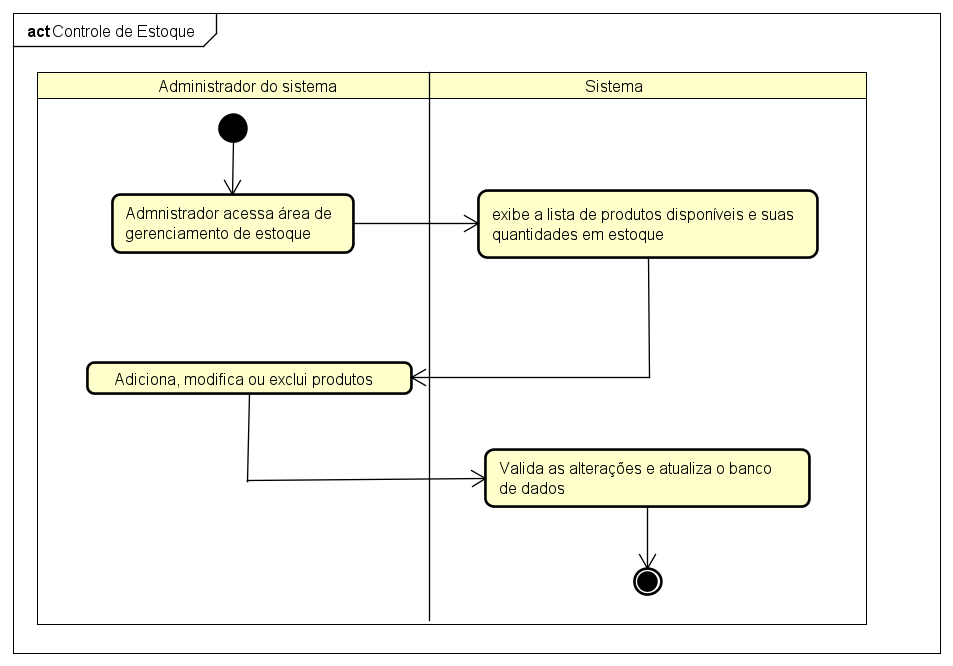 act Controle de Estoque
Administrador do sistema
Sistema
Admnistrador acessa área de
gerenciamento de estoque
exibe a lista de produtos disponíveis e suas
quantidades em estoque
Adiciona, modifica ou exclui produtos
Valida as alterações e atualiza o banco
de dados